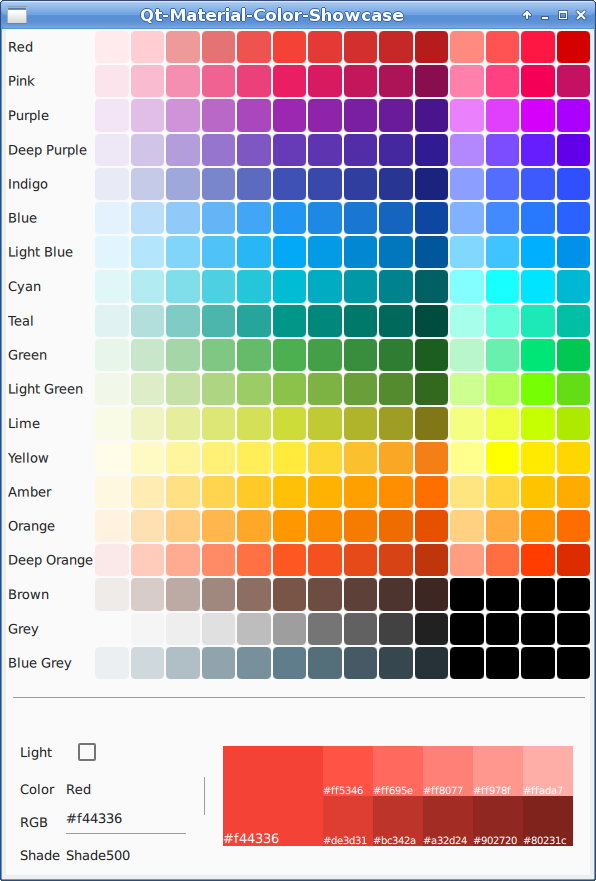 Qt-Material-Color-Showcase
Red
Pink
Purple
Deep Purple
Indigo
Blue
Light Blue
Cyan
Teal
Green
Light Green
Lime
Yellow
Amber
Orange
Deep Orange
Brown
Grey
Blue Grey
Light
Color Red
RGB #f44336
Shade Shade500
#ff5346 #ff695e #ff8077 #ff978f #ffada7
#f44336 #de3d31 #bc342a #a32d24 #902720 #80231c